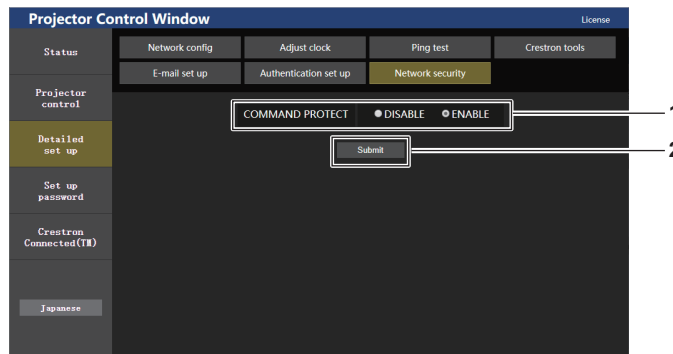 Projector Control Window
License
Status
Network config
Adjust clock
Ping test
Crestron tools
E-mail set up
Authentication set up
Network security
Projector
control
COMMAND PROTECT
DISABLE
ENABLE
1
Detailed
set up
Submit
2
Set up
password
Crestron
Connected(TM)
Japanese